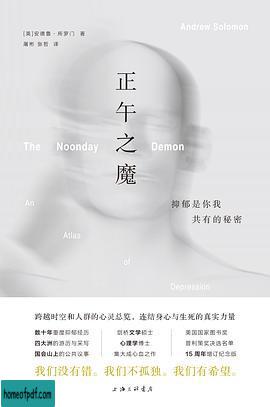 [美]安德鲁·所罗门 著
屠彬 张哲 译
Andrew Solomon
正午之魔
The Noonday Demon
抑郁是你我
共有的秘密
An Atlas of Depression
跨越时空和人群的心灵总览，连结身心与生死的真实力量
数十年重度抑郁经历 剑桥文学硕士 美国国家图书奖
四大洲的游历与采写 心理学博士 普利策奖决选名单
国会山上的公共议事 集大成心血之作 15周年增订纪念版
我们没有错。我们不孤独。我们有希望。
上海三联书店
homeofpdf.com